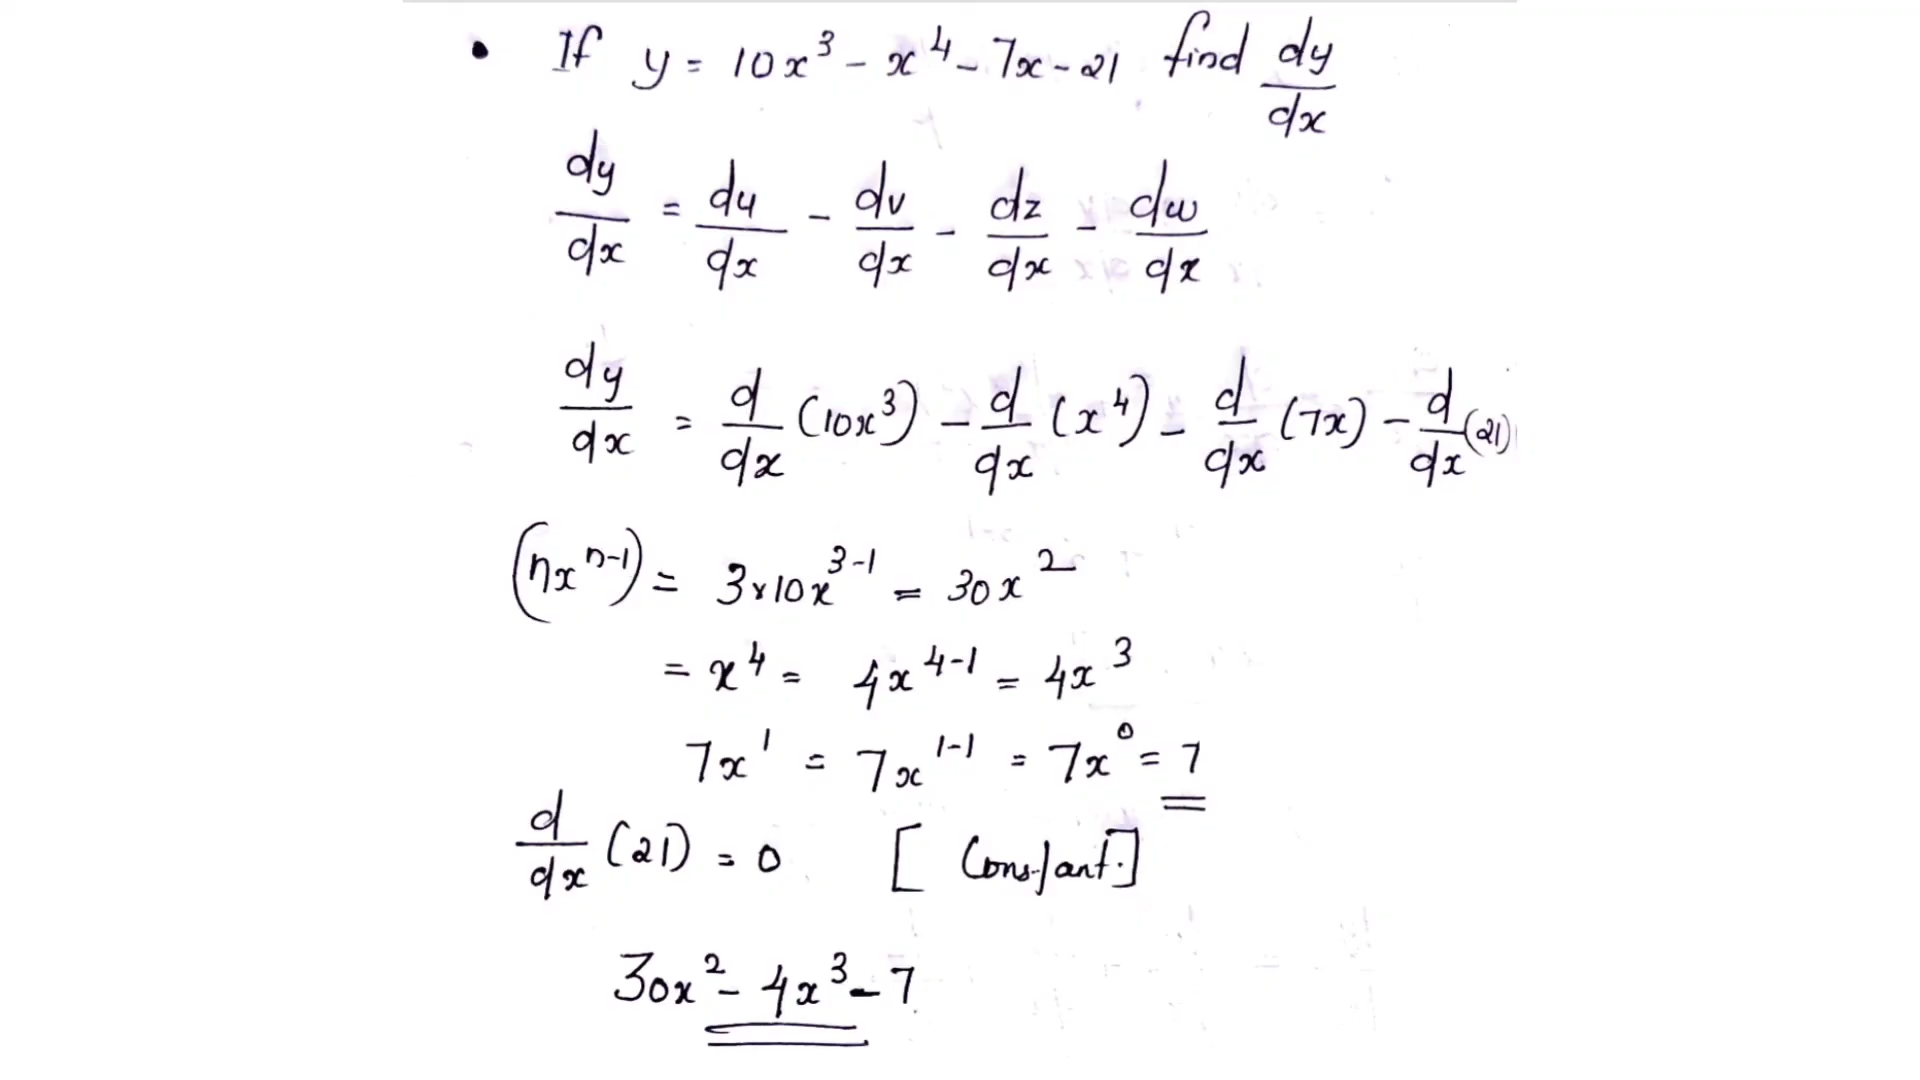 • If y = 10x³ - x⁴ - 7x - 21 find dy/dx
dy/dx = du/dx - dv/dx - dz/dx - dw/dx
dy/dx = d/dx (10x³) - d/dx (x⁴) - d/dx (7x) - d/dx (21)
(nxⁿ⁻¹) = 3×10x³⁻¹ = 30x²
= x⁴ = 4x⁴⁻¹ = 4x³
7x¹ = 7x¹⁻¹ = 7x⁰ = 7
d/dx (21) = 0 [Constant.]
30x² - 4x³ - 7